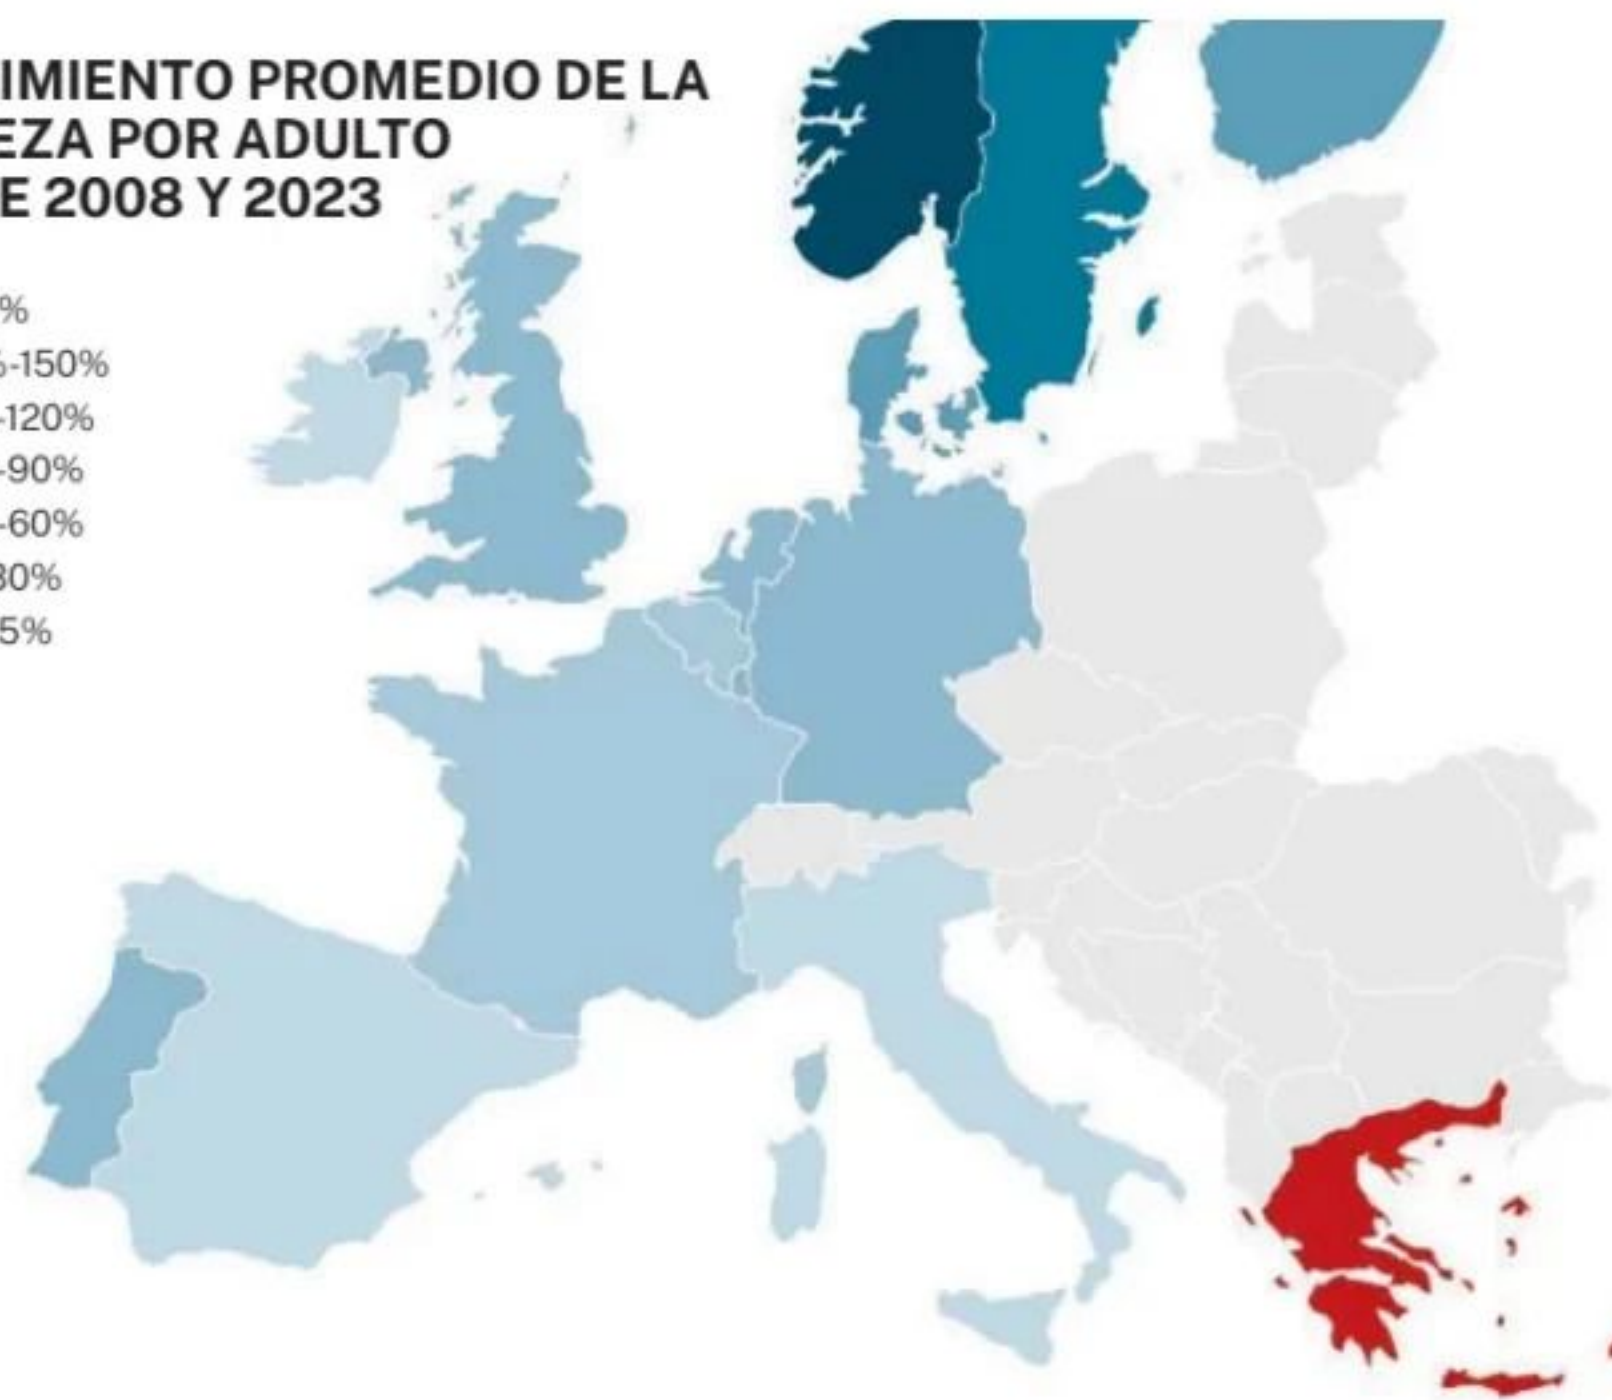 IMIENTO PROMEDIO DE LA
EZA POR ADULTO
E 2008 Y 2023
%
%-150%
-120%
-90%
-60%
30%
5%